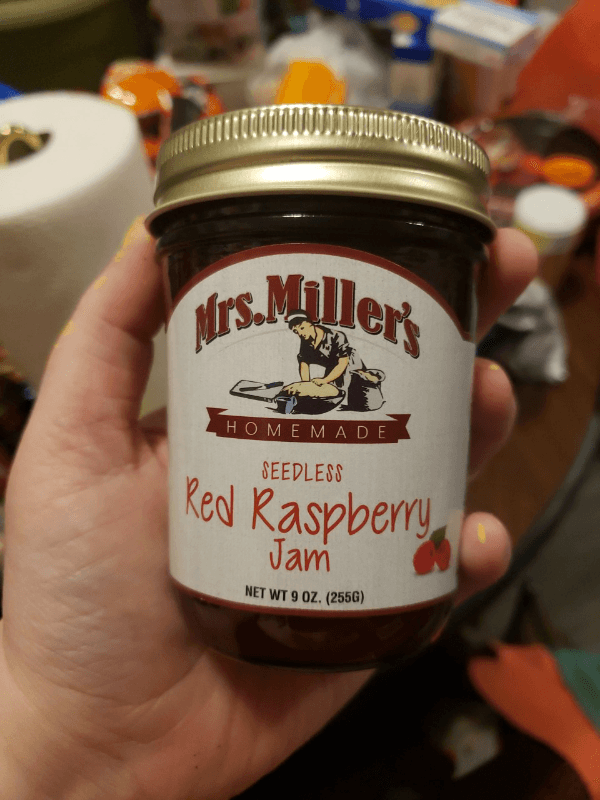 Mrs. Miller's
HOMEMADE
SEEDLESS
Red Raspberry
Jam
NET WT 9 OZ. (255G)